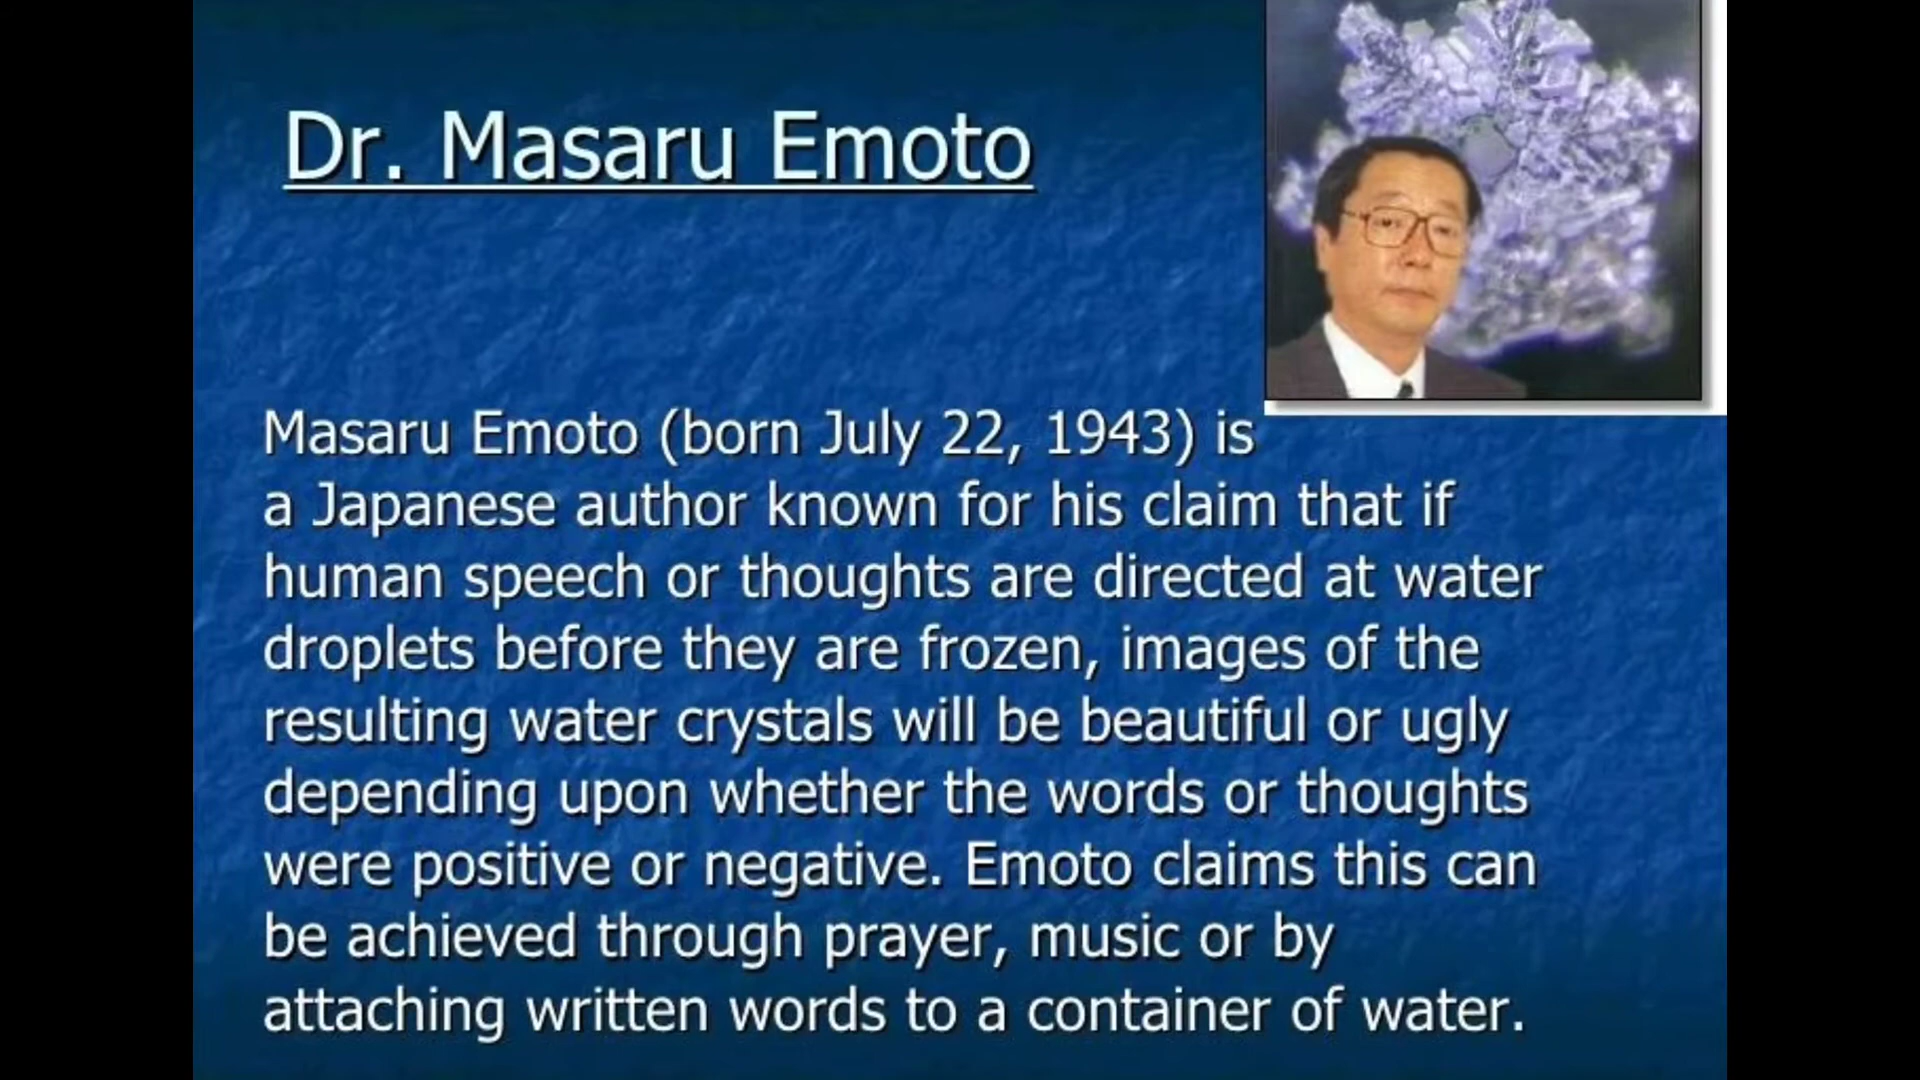 Dr. Masaru Emoto
Masaru Emoto (born July 22, 1943) is
a Japanese author known for his claim that if
human speech or thoughts are directed at water
droplets before they are frozen, images of the
resulting water crystals will be beautiful or ugly
depending upon whether the words or thoughts
were positive or negative. Emoto claims this can
be achieved through prayer, music or by
attaching written words to a container of water.